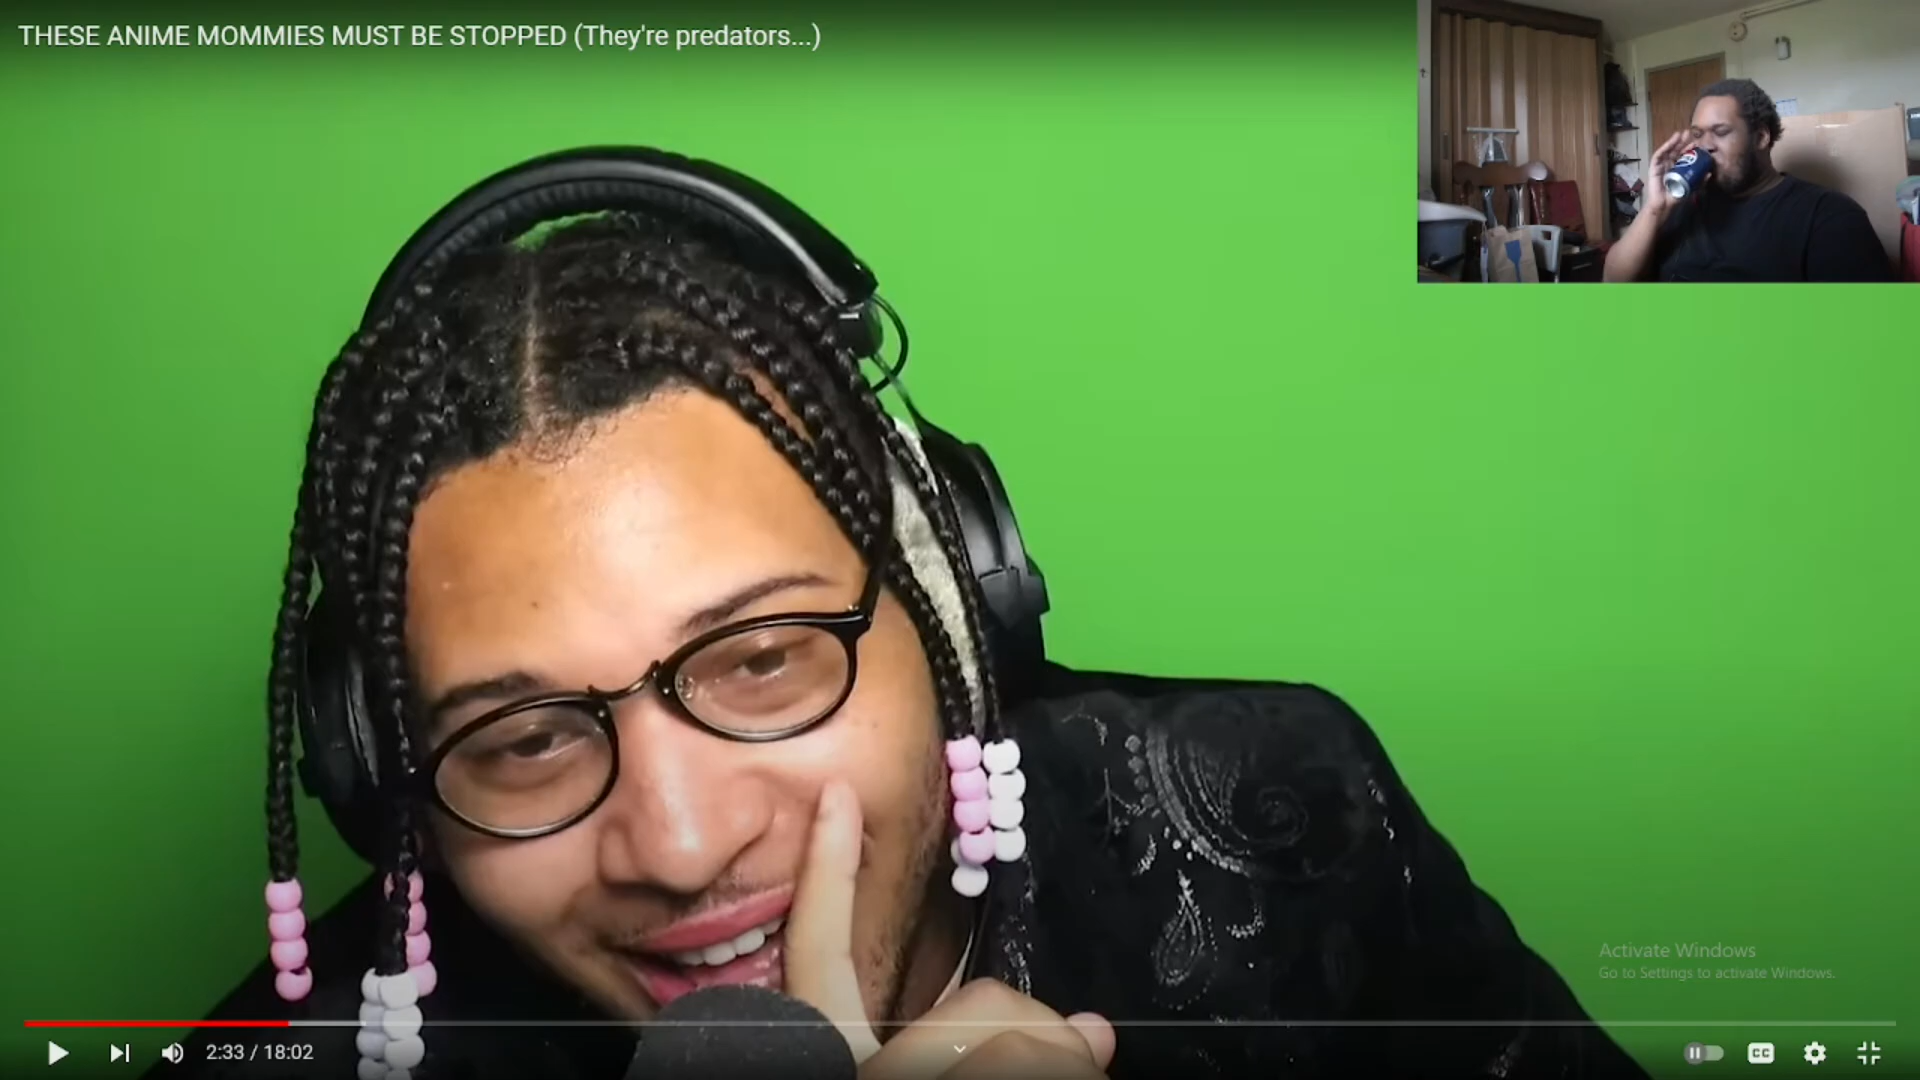 THESE ANIME MOMMIES MUST BE STOPPED (They're predators...)
Activate Windows
Go to Settings to activate Windows.
2:33 / 18:02
CC